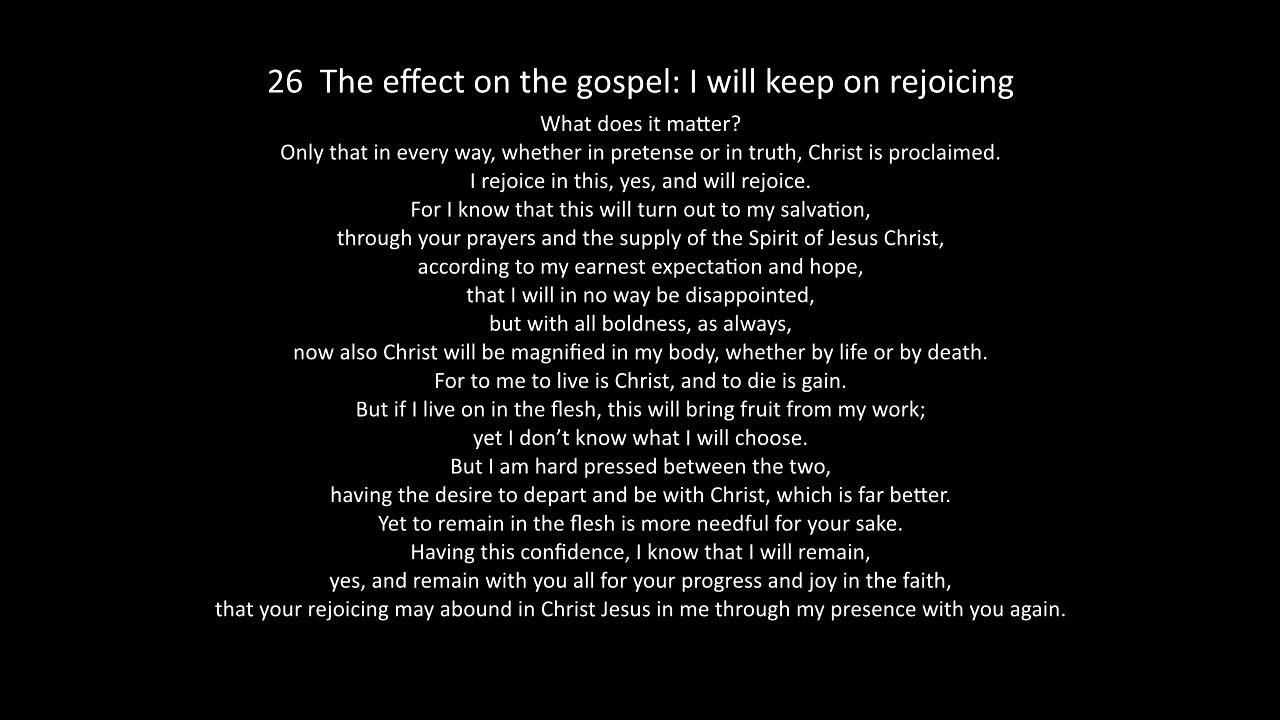 26  The effect on the gospel: I will keep on rejoicing
What does it matter?
Only that in every way, whether in pretense or in truth, Christ is proclaimed.
I rejoice in this, yes, and will rejoice.
For I know that this will turn out to my salvation,
through your prayers and the supply of the Spirit of Jesus Christ,
according to my earnest expectation and hope,
that I will in no way be disappointed,
but with all boldness, as always,
now also Christ will be magnified in my body, whether by life or by death.
For to me to live is Christ, and to die is gain.
But if I live on in the flesh, this will bring fruit from my work;
yet I don’t know what I will choose.
But I am hard pressed between the two,
having the desire to depart and be with Christ, which is far better.
Yet to remain in the flesh is more needful for your sake.
Having this confidence, I know that I will remain,
yes, and remain with you all for your progress and joy in the faith,
that your rejoicing may abound in Christ Jesus in me through my presence with you again.